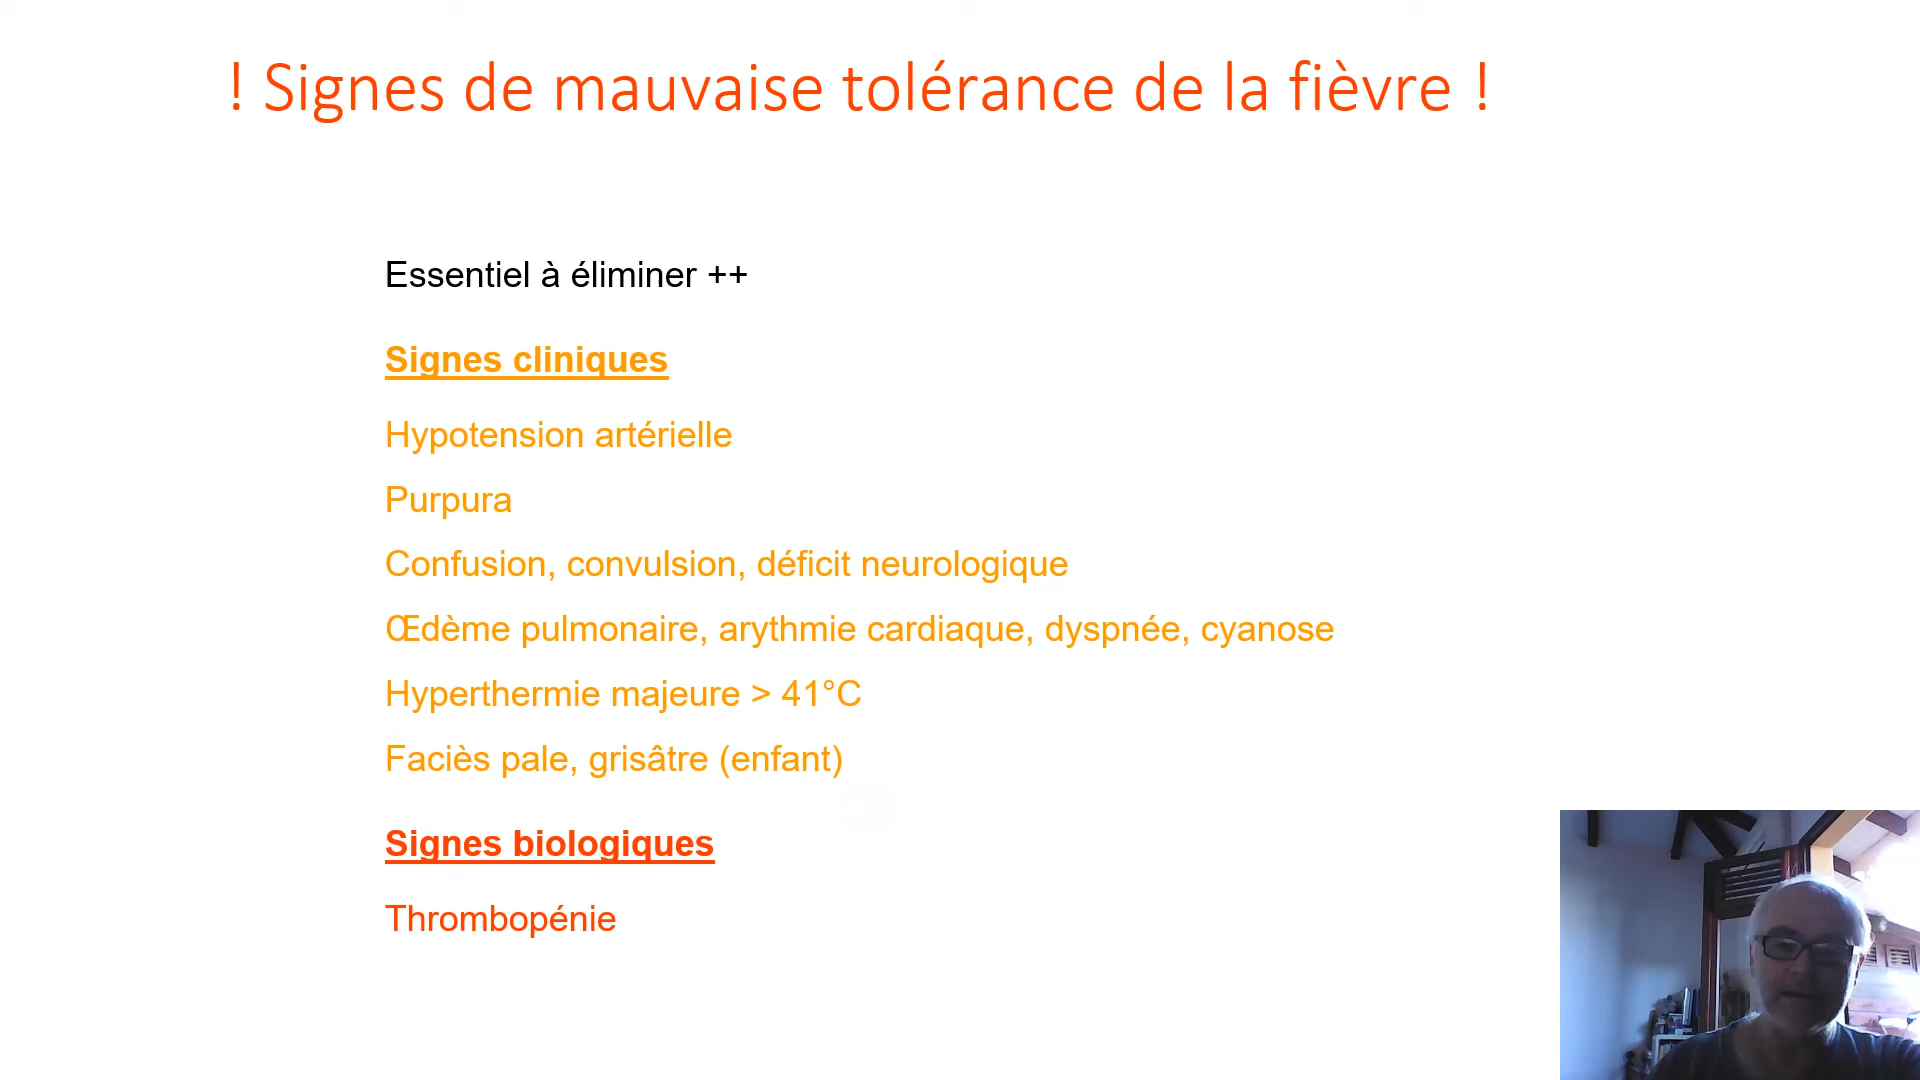 ! Signes de mauvaise tolérance de la fièvre !
Essentiel à éliminer ++
Signes cliniques
Hypotension artérielle
Purpura
Confusion, convulsion, déficit neurologique
Œdème pulmonaire, arythmie cardiaque, dyspnée, cyanose
Hyperthermie majeure > 41°C
Faciès pale, grisâtre (enfant)
Signes biologiques
Thrombopénie